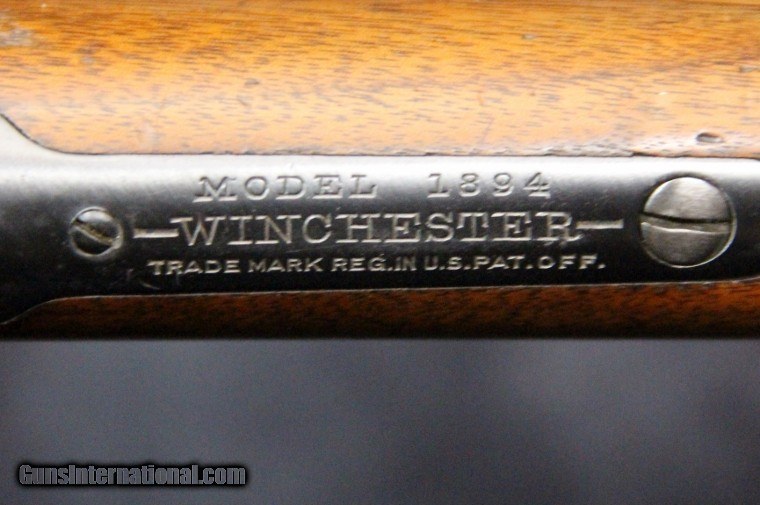 MODEL 1894
—WINCHESTER—
TRADE MARK REG. IN U.S. PAT. OFF.
GunsInternational.com